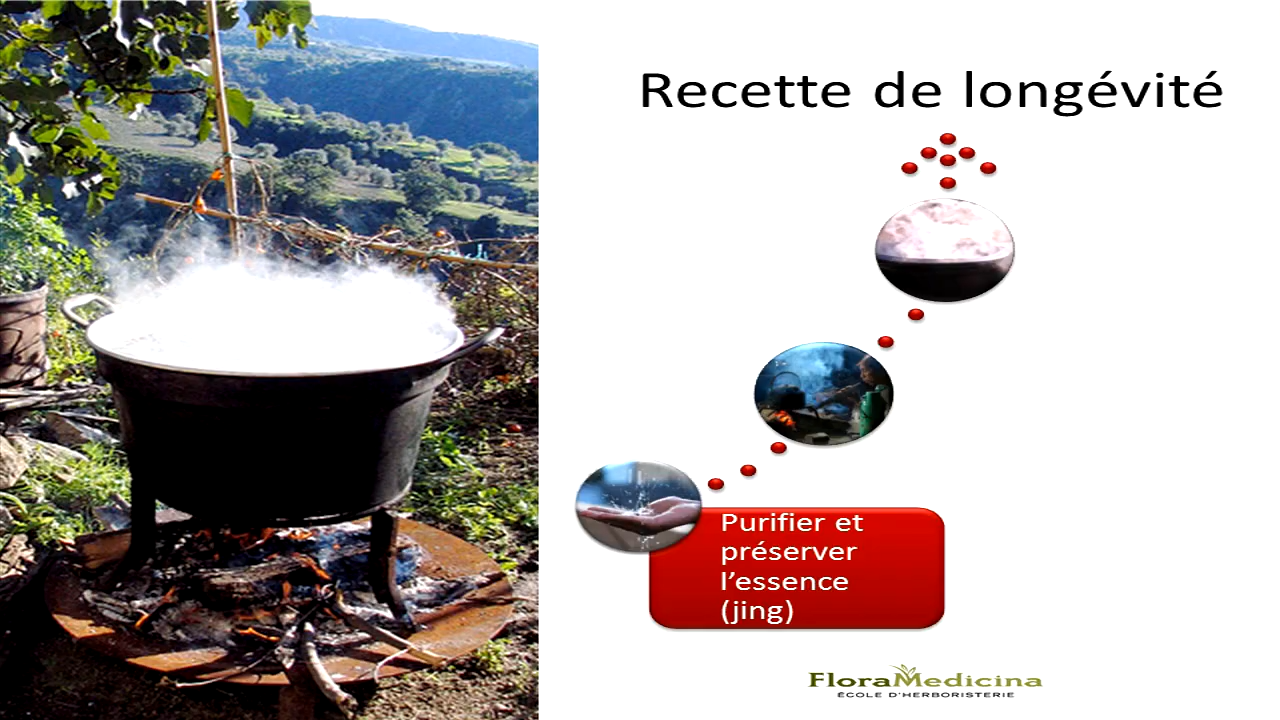 Recette de longévité
Purifier et
préserver
l’essence
(jing)
FloraMedicina
ÉCOLE D'HERBORISTERIE